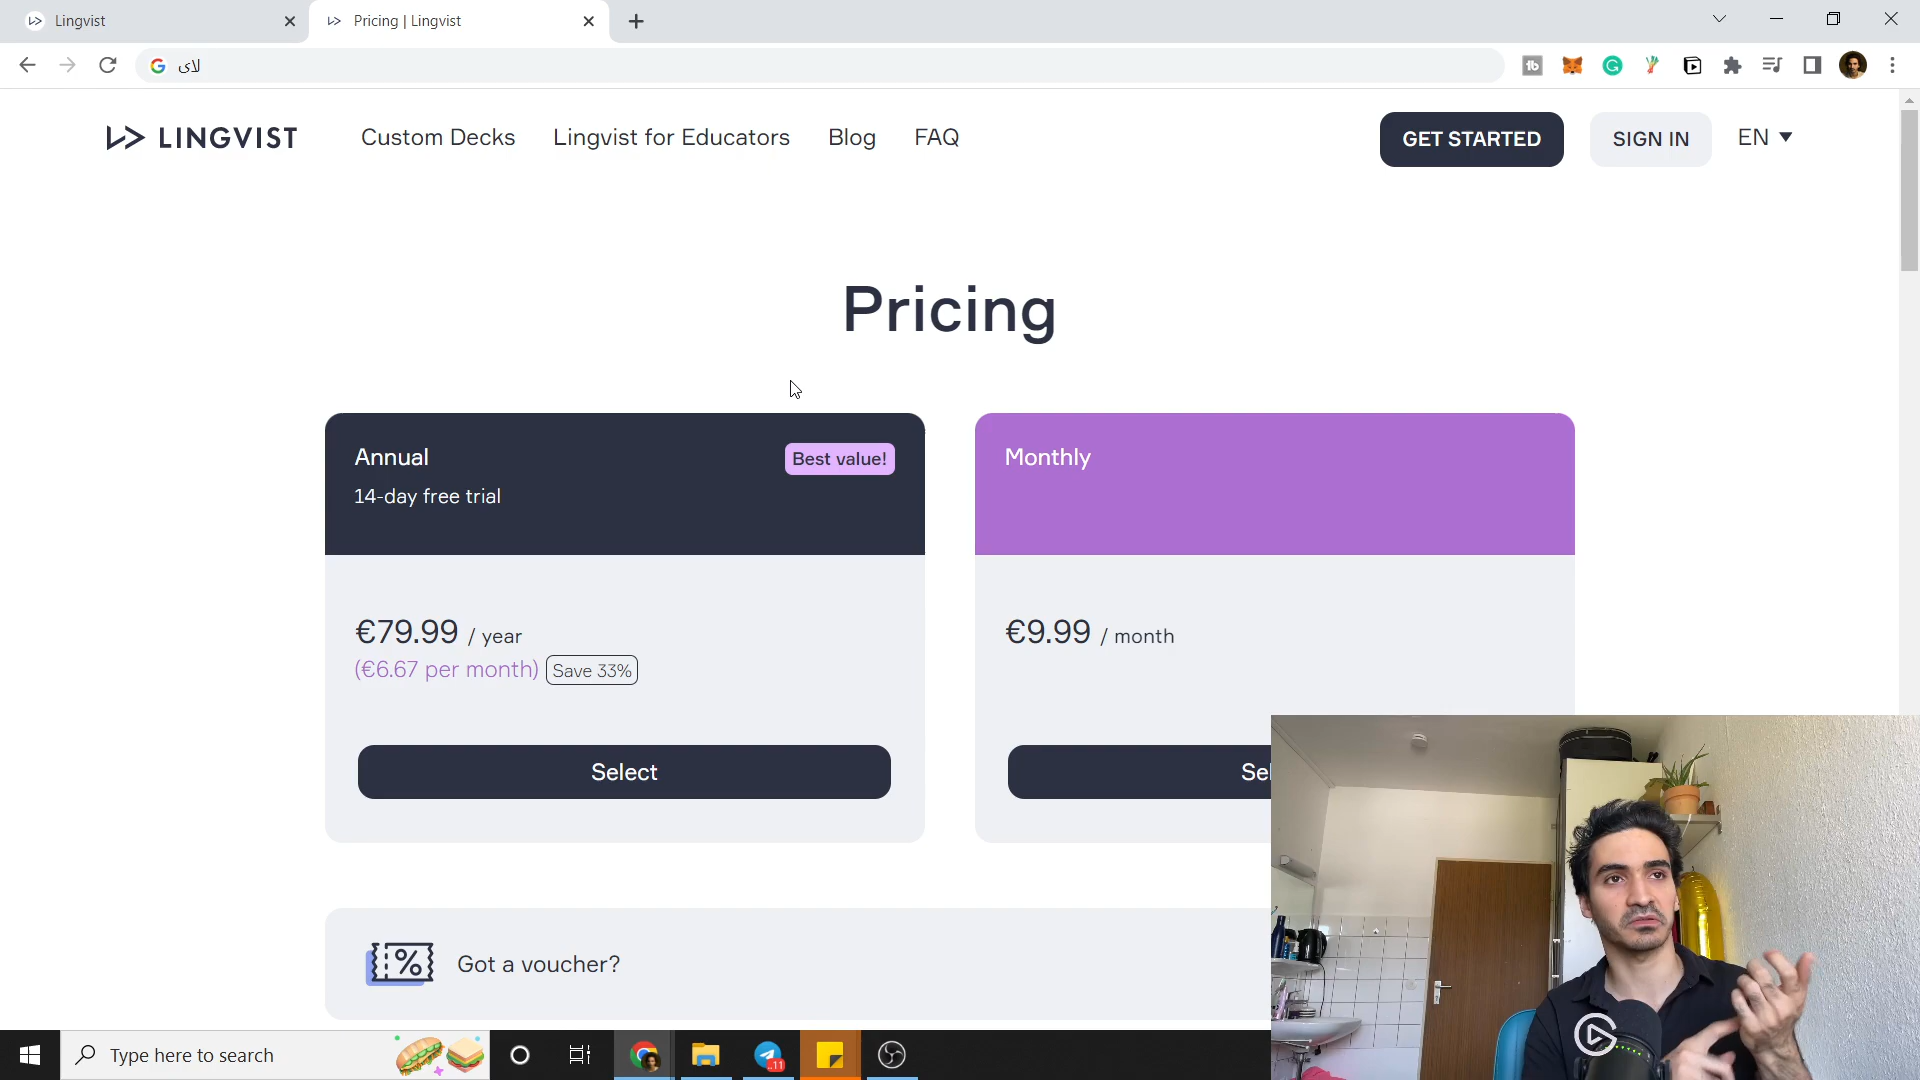 Lingvist
Pricing | Lingvist
لای
LINGVIST
Custom Decks
Lingvist for Educators
Blog
FAQ
GET STARTED
SIGN IN
EN
Pricing
Annual
Best value!
14-day free trial
€79.99 / year
(€6.67 per month) Save 33%
Select
Monthly
€9.99 / month
Sel
Got a voucher?
Type here to search
11